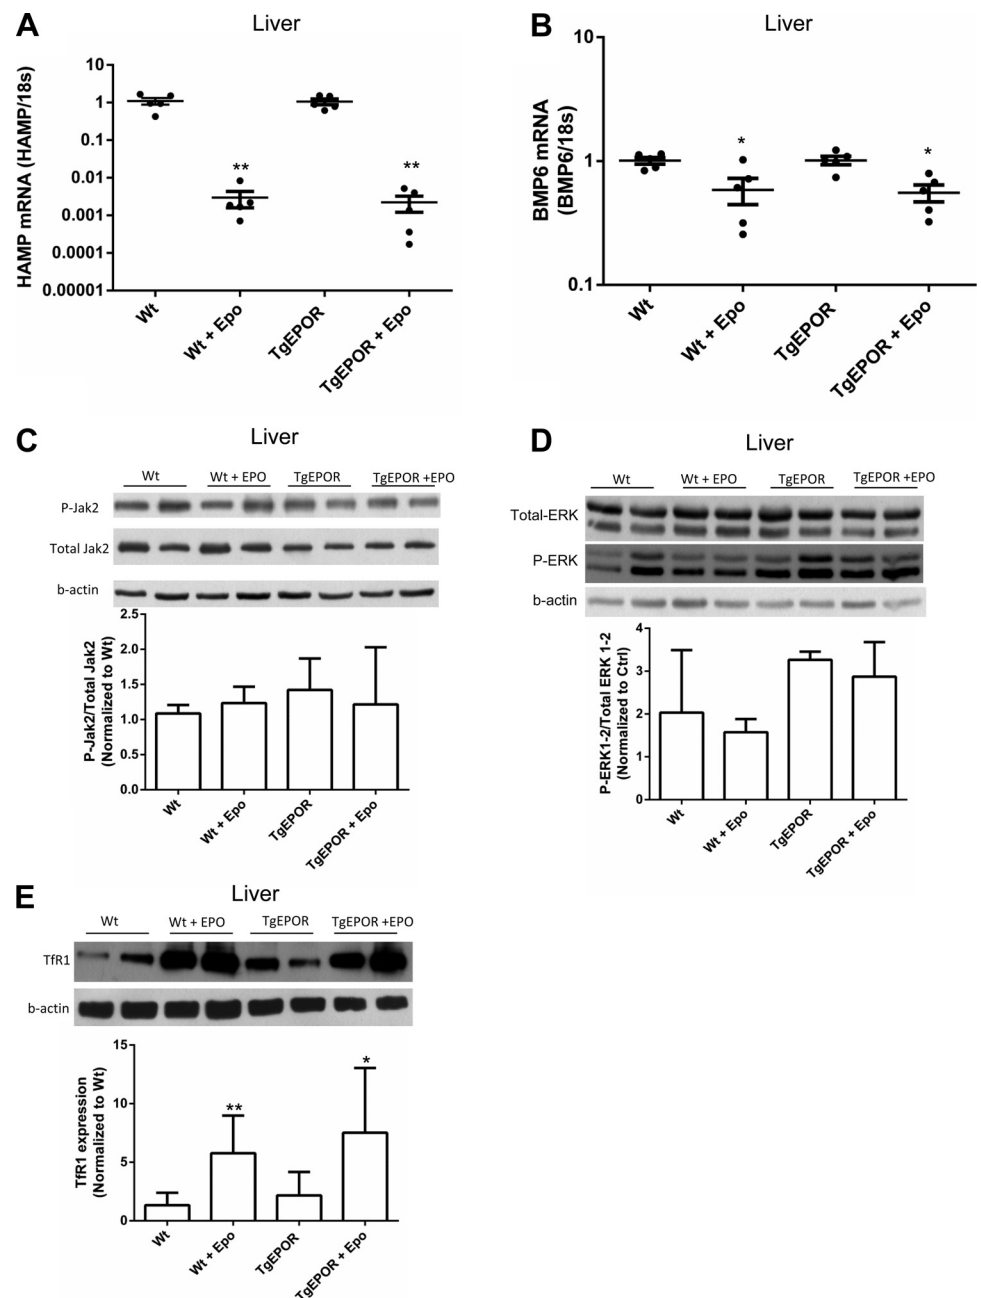 A
Liver
HAMP mRNA (HAMP/18s)
10
1
0.1
0.01
0.001
0.0001
0.00001
**
**
Wt
Wt + Epo
TgEPOR
TgEPOR + Epo
B
Liver
BMP6 mRNA
(BMP6/18s)
10
1
0.1
*
*
Wt
Wt + Epo
TgEPOR
TgEPOR + Epo
C
Liver
Wt
Wt + EPO
TgEPOR
TgEPOR +EPO
P-Jak2
Total Jak2
b-actin
P-Jak2/Total Jak2
(Normalized to Wt)
2.5
2.0
1.5
1.0
0.5
0.0
Wt
Wt + Epo
TgEPOR
TgEPOR + Epo
D
Liver
Wt
Wt + EPO
TgEPOR
TgEPOR +EPO
Total-ERK
P-ERK
b-actin
P-ERK1-2/Total ERK 1-2
(Normalized to Ctrl)
4
3
2
1
0
Wt
Wt + Epo
TgEPOR
TgEPOR + Epo
E
Liver
Wt
Wt + EPO
TgEPOR
TgEPOR +EPO
TfR1
b-actin
TfR1 expression
(Normalized to Wt)
15
10
5
0
**
*
Wt
Wt + Epo
TgEPOR
TgEPOR + Epo